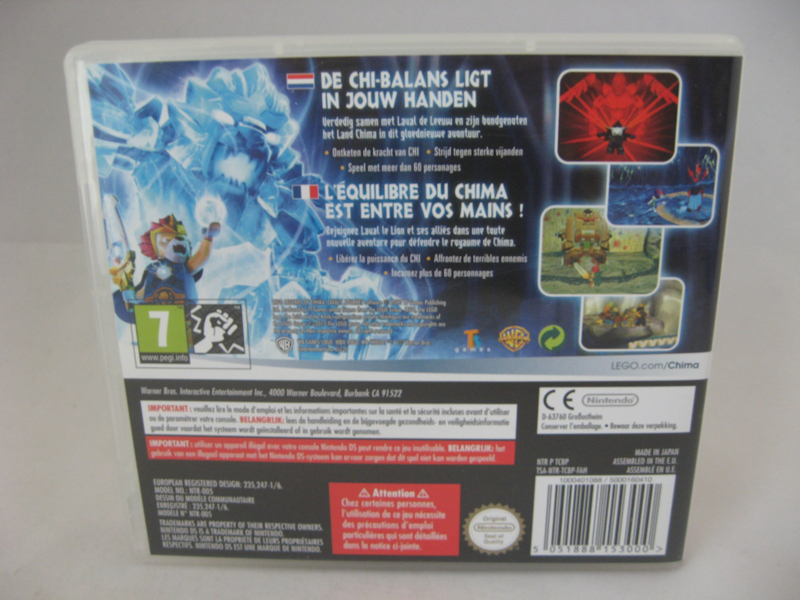 DE CHI-BALANS LIGT
IN JOUW HANDEN
Verdedig samen met Laval de Leeuw en zijn bondgenoten
het Land Chima in dit gloednieuwe avontuur.
• Ontketen de kracht van CHI • Strijd tegen sterke vijanden
• Speel met meer dan 60 personages
L'ÉQUILIBRE DU CHIMA
EST ENTRE VOS MAINS !
Rejoignez Laval le Lion et ses alliés dans une toute
nouvelle aventure pour défendre le royaume de Chima.
• Libérez la puissance du CHI • Affrontez de terribles ennemis
• Incarnez plus de 60 personnages
7
www.pegi.info
games
LEGO.com/Chima
Warner Bros. Interactive Entertainment Inc., 4000 Warner Boulevard, Burbank CA 91522
IMPORTANT : veuillez lire le mode d'emploi et les informations importantes sur la santé et la sécurité incluses avant d'utiliser
ou de paramétrer votre console. BELANGRIJK: lees de handleiding en de bijgevoegde gezondheids- en veiligheidsinformatie
goed door voordat het systeem wordt geïnstalleerd of in gebruik wordt genomen.
IMPORTANT : utiliser un appareil illégal avec votre console Nintendo DS peut rendre ce jeu inutilisable. BELANGRIJK: het
gebruik van een illegaal apparaat met het Nintendo DS-systeem kan ervoor zorgen dat dit spel niet kan worden gespeeld.
CE Nintendo
D-63760 Großostheim
Conserver l'emballage. • Bewaar deze verpakking.
NTR P TCBP
TSA-NTR-TCBP-FAH
MADE IN JAPAN
ASSEMBLED IN THE E.U.
ASSEMBLÉ EN U.E.
EUROPEAN REGISTERED DESIGN: 235.247-1/6.
MODEL NO.: NTR-005
DESSIN OU MODÈLE COMMUNAUTAIRE
ENREGISTRÉ : 235.247-1/6.
MODÈLE N° NTR-005
TRADEMARKS ARE PROPERTY OF THEIR RESPECTIVE OWNERS.
NINTENDO DS IS A TRADEMARK OF NINTENDO.
LES MARQUES SONT LA PROPRIÉTÉ DE LEURS PROPRIÉTAIRES
RESPECTIFS. NINTENDO DS EST UNE MARQUE DE NINTENDO.
Attention
Chez certaines personnes,
l'utilisation de ce jeu nécessite
des précautions d'emploi
particulières qui sont détaillées
dans la notice ci-jointe.
Original
Nintendo
Seal of
Quality
1000401088 / 5000160410
5 051888 153000 >